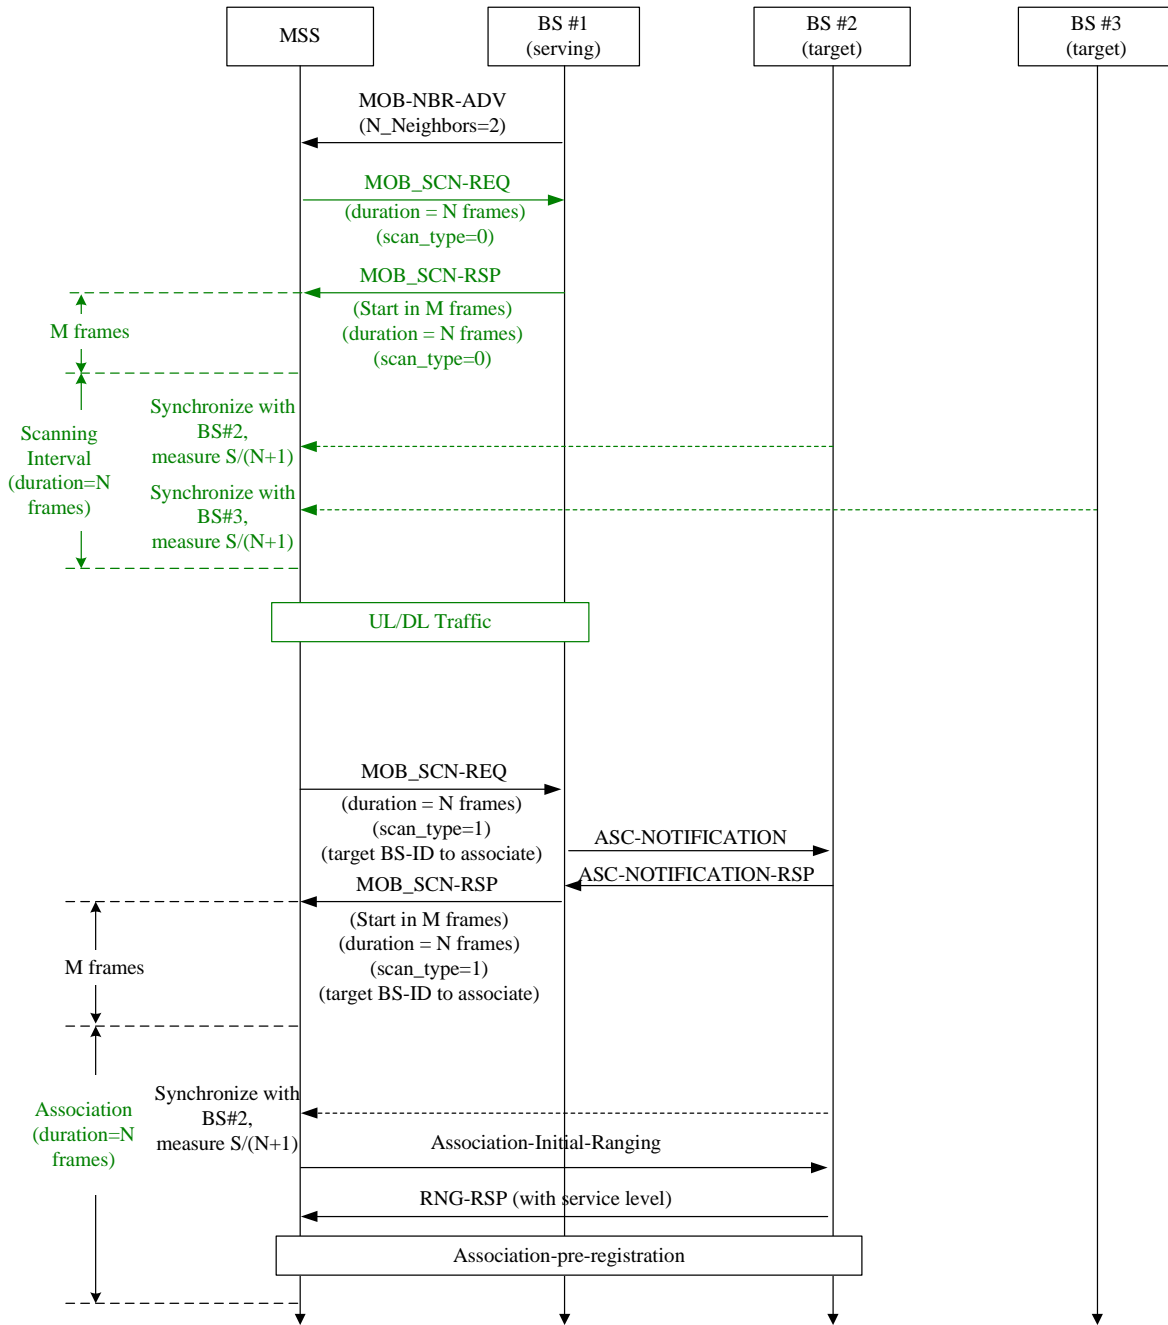 MSS
BS #1
(serving)
BS #2
(target)
BS #3
(target)
MOB-NBR-ADV
(N_Neighbors=2)
MOB_SCN-REQ
(duration = N frames)
(scan_type=0)
MOB_SCN-RSP
(Start in M frames)
(duration = N frames)
(scan_type=0)
M frames
Scanning
Interval
(duration=N
frames)
Synchronize with
BS#2,
measure S/(N+1)
Synchronize with
BS#3,
measure S/(N+1)
UL/DL Traffic
MOB_SCN-REQ
(duration = N frames)
(scan_type=1)
(target BS-ID to associate)
ASC-NOTIFICATION
ASC-NOTIFICATION-RSP
MOB_SCN-RSP
(Start in M frames)
(duration = N frames)
(scan_type=1)
(target BS-ID to associate)
M frames
Association
(duration=N
frames)
Synchronize with
BS#2,
measure S/(N+1)
Association-Initial-Ranging
RNG-RSP (with service level)
Association-pre-registration